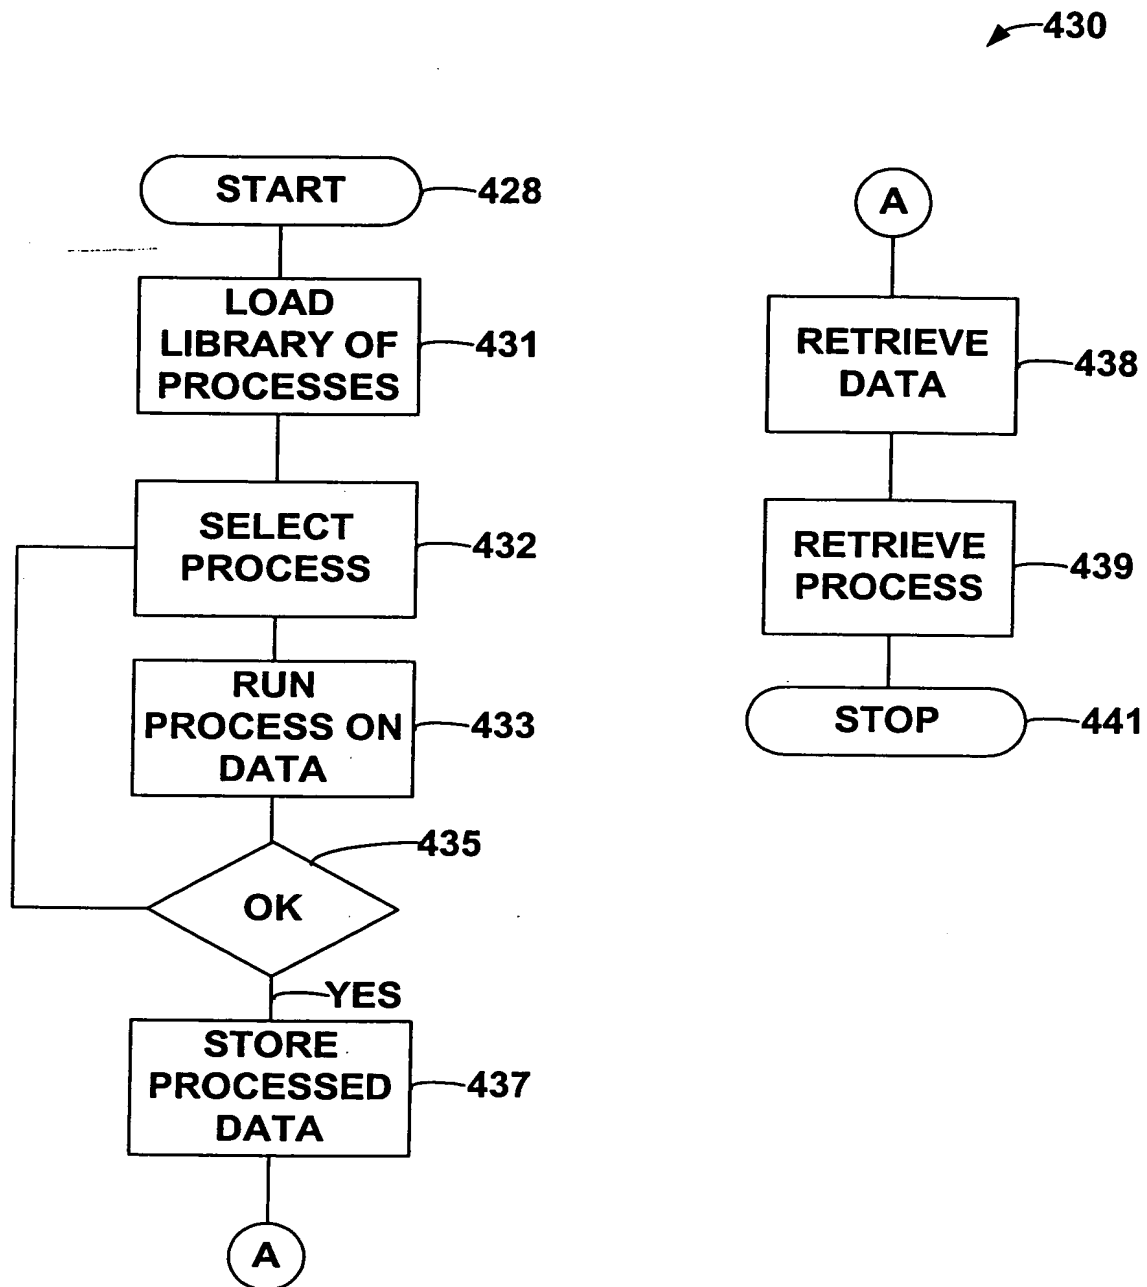 430
START
428
LOAD
LIBRARY OF
PROCESSES
431
SELECT
PROCESS
432
RUN
PROCESS ON
DATA
433
435
OK
YES
STORE
PROCESSED
DATA
437
A
A
RETRIEVE
DATA
438
RETRIEVE
PROCESS
439
STOP
441